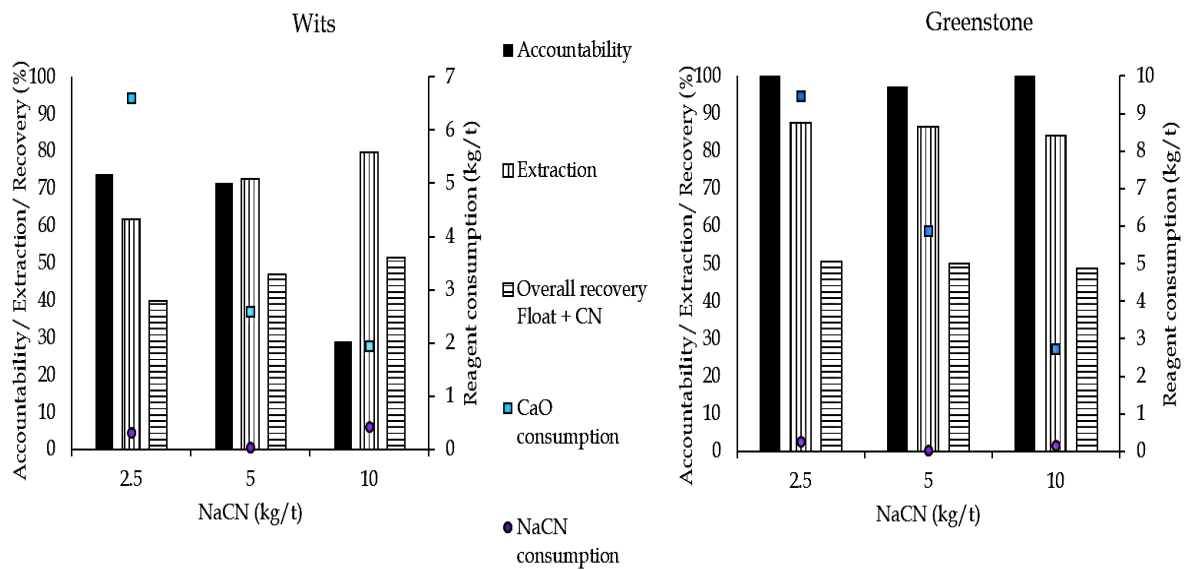 Wits
Accountability / Extraction / Recovery (%)
100
90
80
70
60
50
40
30
20
10
0
2.5
5
10
NaCN (kg/t)
7
6
5
4
3
2
1
0
Reagent consumption (kg/t)
Accountability
Extraction
Overall recovery
Float + CN
CaO
consumption
NaCN
consumption
Greenstone
Accountability / Extraction / Recovery (%)
100
90
80
70
60
50
40
30
20
10
0
2.5
5
10
NaCN (kg/t)
10
9
8
7
6
5
4
3
2
1
0
Reagent consumption (kg/t)